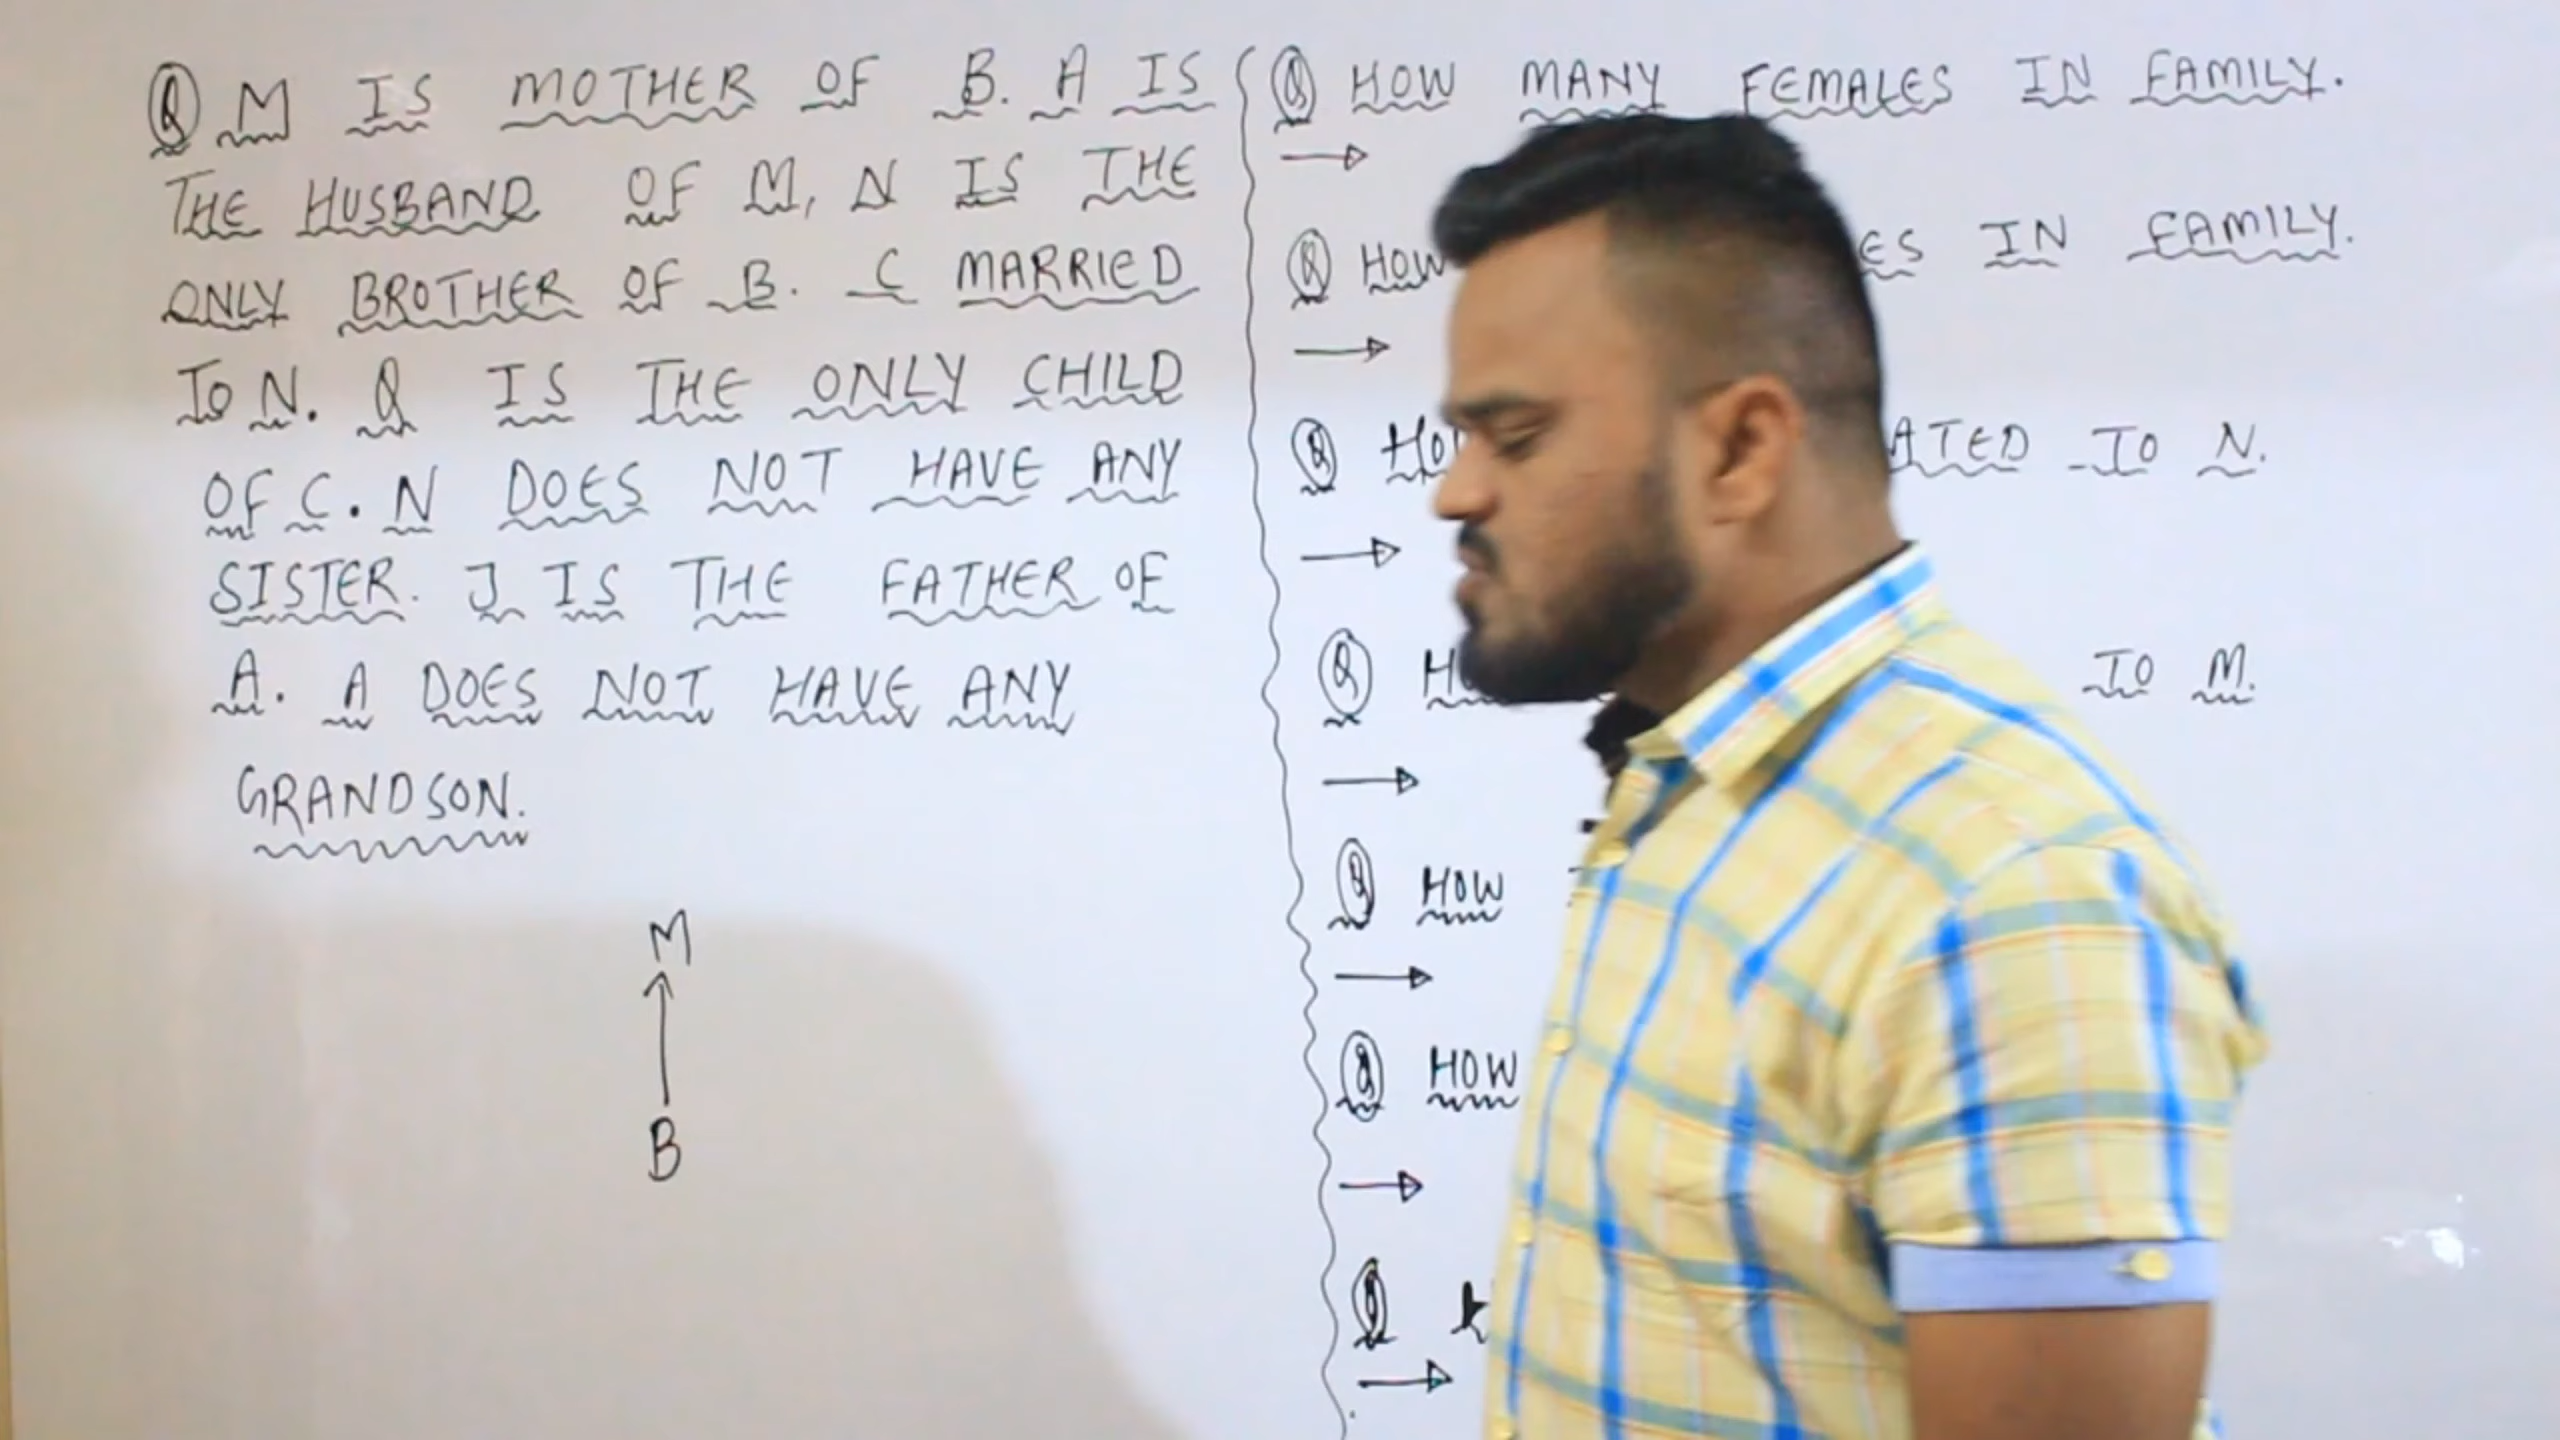 Q M IS MOTHER OF B. A IS
THE HUSBAND OF M, N IS THE
ONLY BROTHER OF B. C MARRIED
TO N. Q IS THE ONLY CHILD
OF C. N DOES NOT HAVE ANY
SISTER. J IS THE FATHER OF
A. A DOES NOT HAVE ANY
GRANDSON.
M
B
Q HOW MANY FEMALES IN FAMILY.
Q HOW IN FAMILY.
Q TO N.
Q TO M.
Q HOW
Q HOW
Q